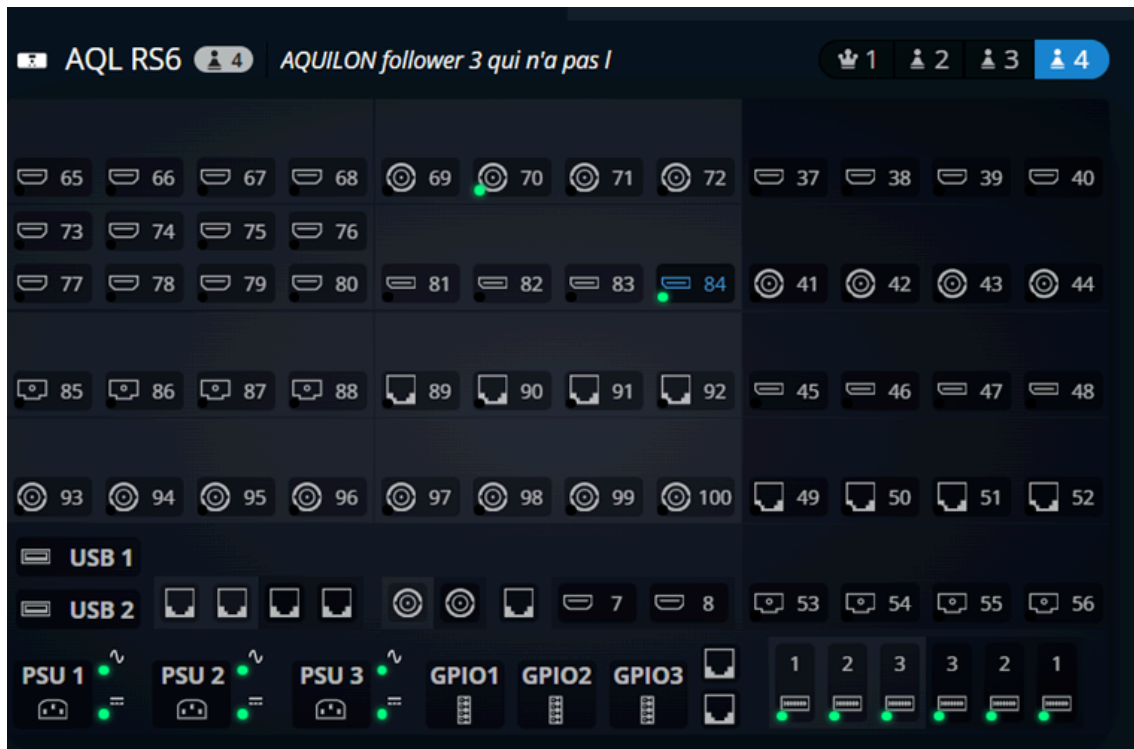 AQL RS6 4 AQUILON follower 3 qui n'a pas l 1 2 3 4
65 66 67 68 69 70 71 72 37 38 39 40
73 74 75 76
77 78 79 80 81 82 83 84 41 42 43 44
85 86 87 88 89 90 91 92 45 46 47 48
93 94 95 96 97 98 99 100 49 50 51 52
USB 1
USB 2 7 8 53 54 55 56
PSU 1 PSU 2 PSU 3 GPIO1 GPIO2 GPIO3 1 2 3 3 2 1